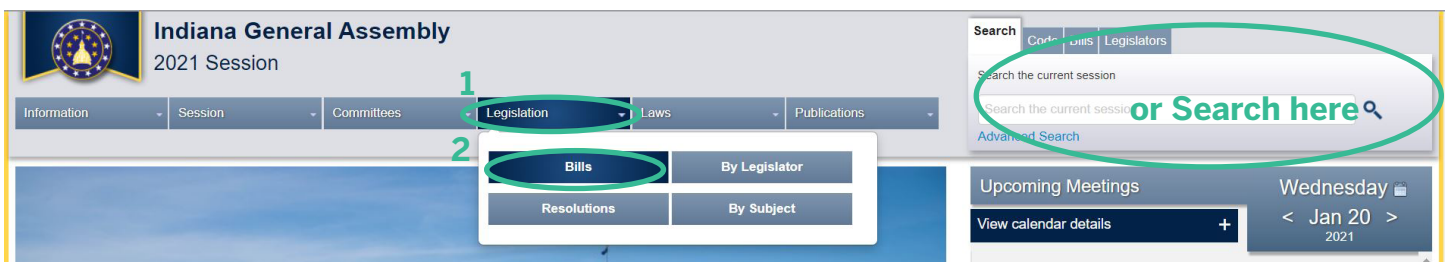 Indiana General Assembly
2021 Session
Search Code Bills Legislators
Search the current session
Search the current session
or Search here
Advanced Search
1
Information Session Committees Legislation Laws Publications
2
Bills By Legislator
Resolutions By Subject
Upcoming Meetings
View calendar details +
Wednesday
< Jan 20 >
2021